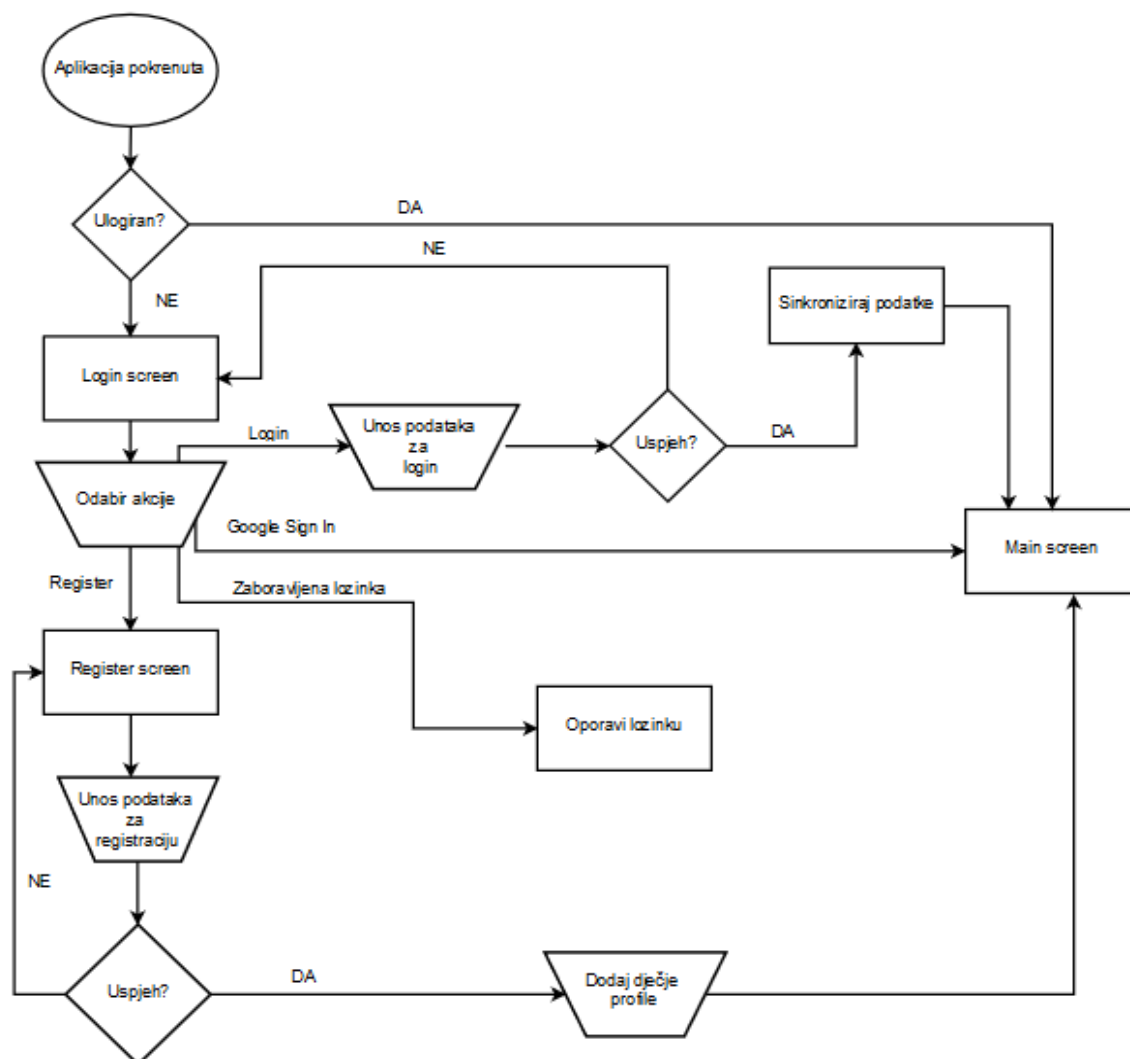 Aplikacija pokrenuta
Ulogiran?
DA
NE
NE
Sinkroniziraj podatke
Login screen
Login
Unos podataka
za
login
Uspjeh?
DA
Odabir akcije
Google Sign In
Main screen
Register
Zaboravljena lozinka
Register screen
Oporavi lozinku
Unos podataka
za
registraciju
NE
Uspjeh?
DA
Dodaj dječje
profile